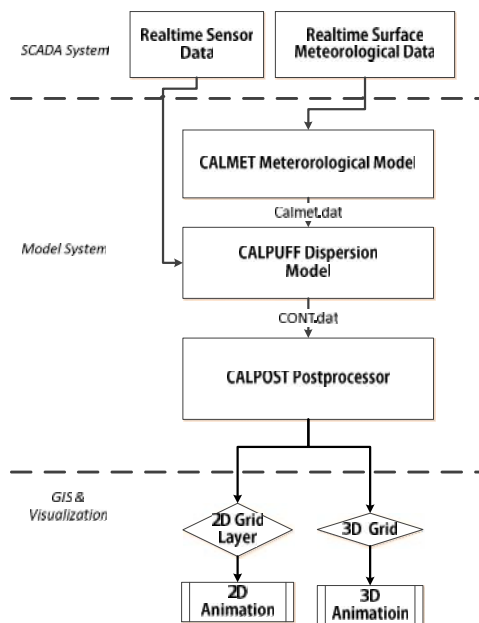 SCADA System
Realtime Sensor
Data
Realtime Surface
Meteorological Data
Model System
CALMET Meterorological Model
Calmet.dat
CALPUFF Dispersion
Model
CONT.dat
CALPOST Postprocessor
GIS &
Visualization
2D Grid
Layer
3D Grid
2D
Animation
3D
Animatioin